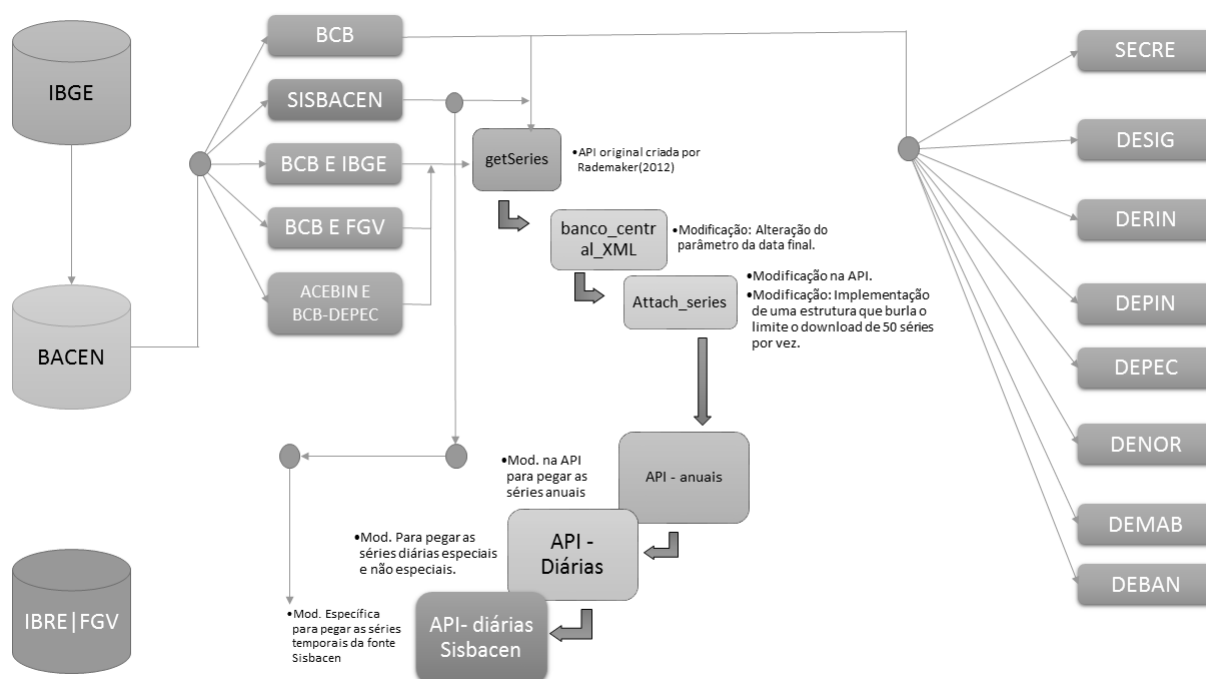 IBGE
BACEN
IBRE|FGV
BCB
SISBACEN
BCB E IBGE
BCB E FGV
ACEBIN E
BCB-DEPEC
getSeries
•API original criada por
Rademaker(2012)
banco_centr
al_XML
•Modificação: Alteração do
parâmetro da data final.
Attach_series
•Modificação na API.
•Modificação: Implementação
de uma estrutura que burla o
limite o download de 50 séries
por vez.
API - anuais
•Mod. na API
para pegar as
séries anuais
API -
Diárias
•Mod. Para pegar as
séries diárias especiais
e não especiais.
API- diárias
Sisbacen
•Mod. Específica
para pegar as séries
temporais da fonte
Sisbacen
SECRE
DESIG
DERIN
DEPIN
DEPEC
DENOR
DEMAB
DEBAN